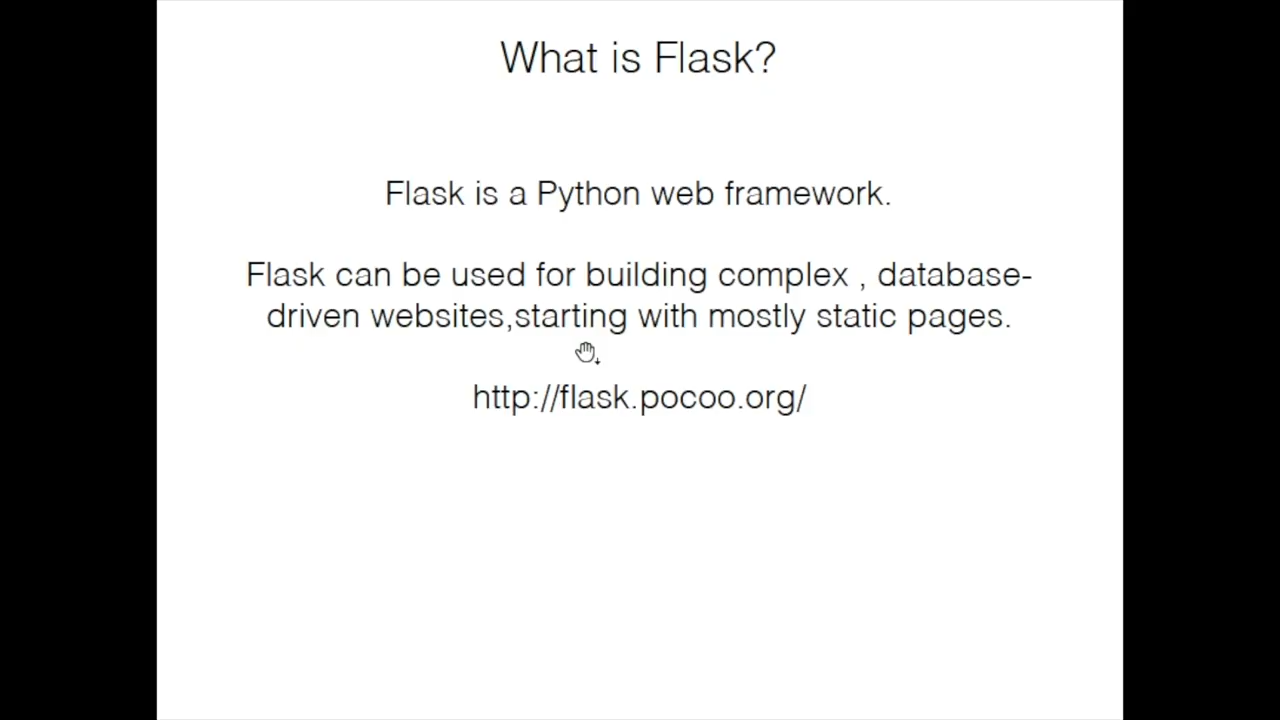 What is Flask?
Flask is a Python web framework.
Flask can be used for building complex , database-
driven websites,starting with mostly static pages.
http://flask.pocoo.org/